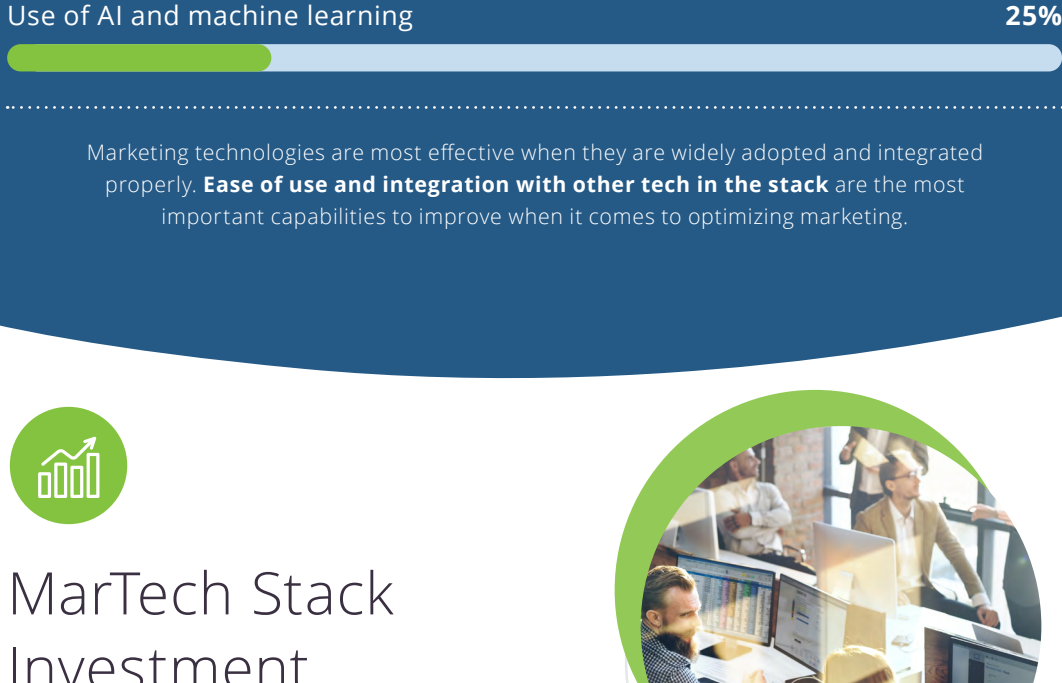 Use of AI and machine learning 25%
Marketing technologies are most effective when they are widely adopted and integrated
properly. Ease of use and integration with other tech in the stack are the most
important capabilities to improve when it comes to optimizing marketing.
MarTech Stack
Investment